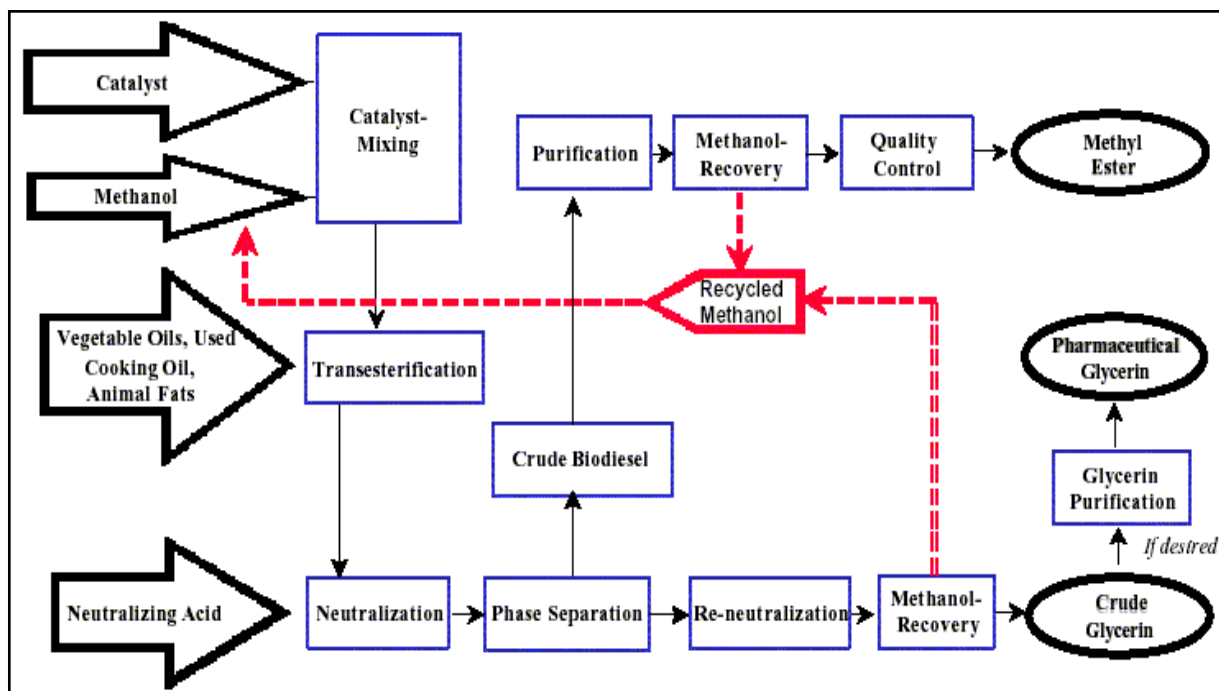 Catalyst
Catalyst-
Mixing
Methanol
Purification
Methanol-
Recovery
Quality
Control
Methyl
Ester
Recycled
Methanol
Vegetable Oils, Used
Cooking Oil,
Animal Fats
Transesterification
Pharmaceutical
Glycerin
Crude Biodiesel
Glycerin
Purification
If desired
Neutralizing Acid
Neutralization
Phase Separation
Re-neutralization
Methanol-
Recovery
Crude
Glycerin